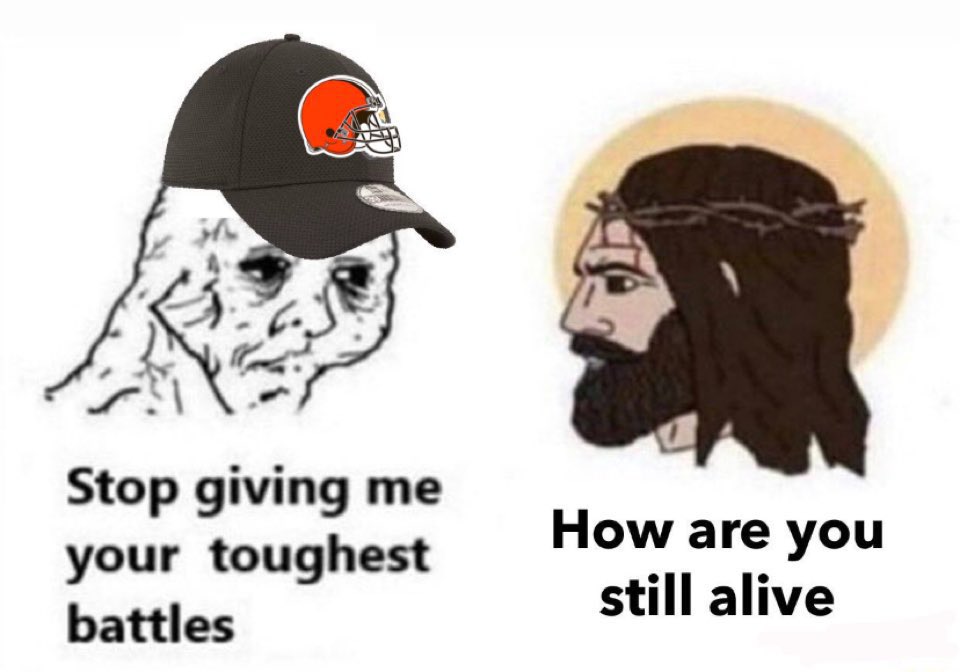 Stop giving me
your toughest
battles
How are you
still alive